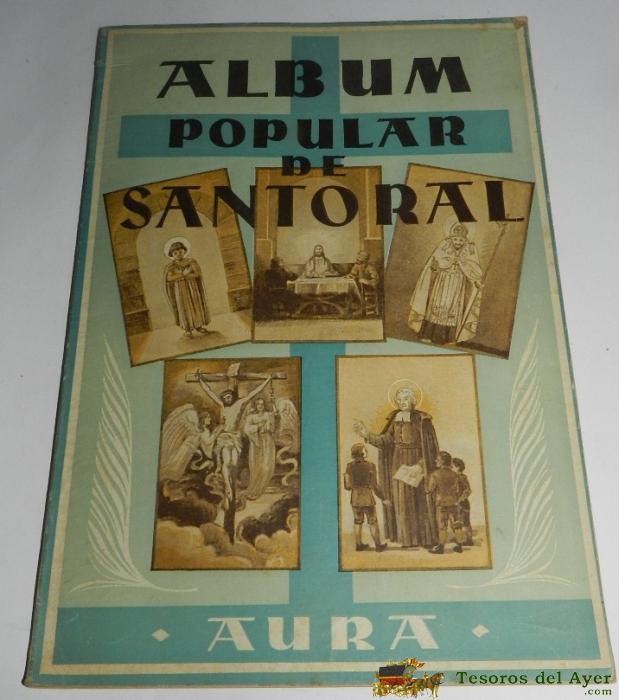 ALBUM
POPULAR
DE
SANTORAL
AURA
Tesoros del Ayer
.com